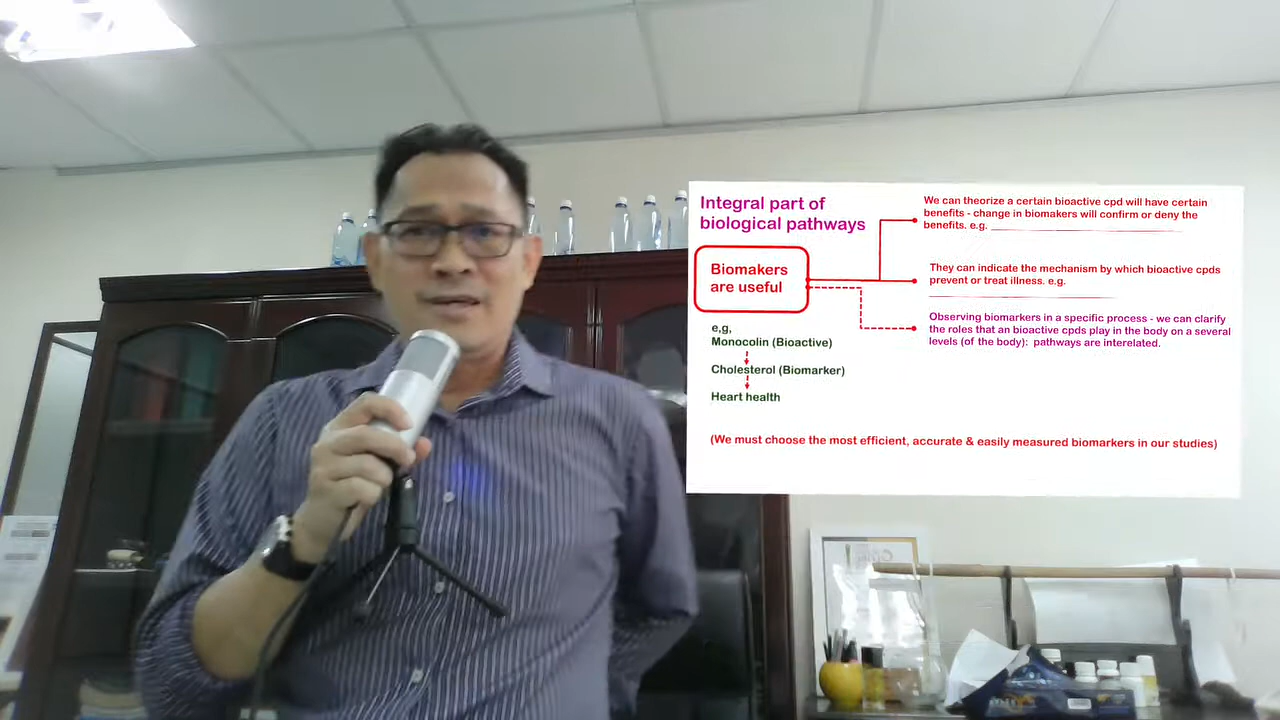 Integral part of
biological pathways
Biomakers
are useful
We can theorize a certain bioactive cpd will have certain
benefits - change in biomakers will confirm or deny the
benefits. e.g.
They can indicate the mechanism by which bioactive cpds
prevent or treat illness. e.g.
Observing biomarkers in a specific process - we can clarify
the roles that an bioactive cpds play in the body on a several
levels (of the body): pathways are interelated.
e,g,
Monocolin (Bioactive)
Cholesterol (Biomarker)
Heart health
(We must choose the most efficient, accurate & easily measured biomarkers in our studies)